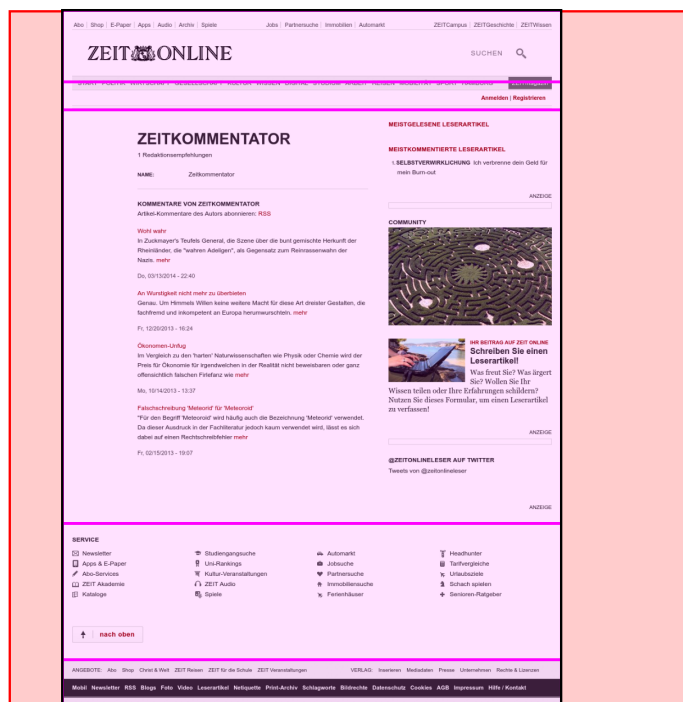 Abo Shop E-Paper Apps Audio Archiv Spiele Jobs Partnersuche Immobilien Automarkt ZEITCampus ZEITGeschichte ZEITWissen
ZEIT ONLINE
SUCHEN
Anmelden | Registrieren
ZEITKOMMENTATOR
1 Redaktionsempfehlungen
NAME: Zeitkommentator
KOMMENTARE VON ZEITKOMMENTATOR
Artikel-Kommentare des Autors abonnieren: RSS
Wohl wahr
In Zuckmayer's Teufels General, die Szene über die bunt gemischte Herkunft der
Rheinländer, die "wahren Adeligen", als Gegensatz zum Reinrassenwahn der
Nazis. mehr
Do, 03/13/2014 - 22:40
An Wurstigkeit nicht mehr zu überbieten
Genau. Um Himmels Willen keine weitere Macht für diese Art dreister Gestalten, die
fachfremd und inkompetent an Europa herumwurschteln. mehr
Fr, 12/20/2013 - 16:24
Ökonomen-Unfug
Im Vergleich zu den 'harten' Naturwissenschaften wie Physik oder Chemie wird der
Preis für Ökonomie für irgendwelchen in der Realität nicht beweisbaren oder ganz
offensichtlich falschen Firlefanz wie mehr
Mo, 10/14/2013 - 13:37
Falschschreibung 'Meteorid' für 'Meteoroid'
"Für den Begriff 'Meteoroid' wird häufig auch die Bezeichnung 'Meteorid' verwendet.
Da dieser Ausdruck in der Fachliteratur jedoch kaum verwendet wird, lässt es sich
dabei auf einen Rechtschreibfehler mehr
Fr, 02/15/2013 - 19:07
MEISTGELESENE LESERARTIKEL
MEISTKOMMENTIERTE LESERARTIKEL
1. SELBSTVERWIRKLICHUNG Ich verbrenne dein Geld für
mein Burn-out
ANZEIGE
COMMUNITY
IHR BEITRAG AUF ZEIT ONLINE
Schreiben Sie einen
Leserartikel!
Was freut Sie? Was ärgert
Sie? Wollen Sie Ihr
Wissen teilen oder Ihre Erfahrungen schildern?
Nutzen Sie dieses Formular, um einen Leserartikel
zu verfassen!
ANZEIGE
@ZEITONLINELESER AUF TWITTER
Tweets von @zeitonlineleser
ANZEIGE
SERVICE
Newsletter Studiengangsuche Automarkt Headhunter
Apps & E-Paper Uni-Rankings Jobsuche Tarifvergleiche
Abo-Services Kultur-Veranstaltungen Partnersuche Urlaubsziele
ZEIT Akademie ZEIT Audio Immobiliensuche Schach spielen
Kataloge Spiele Ferienhäuser Senioren-Ratgeber
nach oben
ANGEBOTE: Abo Shop Christ & Welt ZEIT Reisen ZEIT für die Schule ZEIT Veranstaltungen VERLAG: Inserieren Mediadaten Presse Unternehmen Rechte & Lizenzen
Mobil Newsletter RSS Blogs Foto Video Leserartikel Netiquette Print-Archiv Schlagworte Bildrechte Datenschutz Cookies AGB Impressum Hilfe / Kontakt